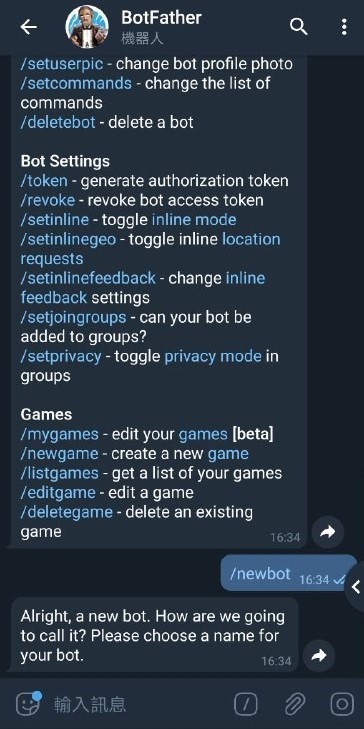 BotFather
機器人
/setuserpic - change bot profile photo
/setcommands - change the list of
commands
/deletebot - delete a bot
Bot Settings
/token - generate authorization token
/revoke - revoke bot access token
/setinline - toggle inline mode
/setinlinegeo - toggle inline location
requests
/setinlinefeedback - change inline
feedback settings
/setjoingroups - can your bot be
added to groups?
/setprivacy - toggle privacy mode in
groups
Games
/mygames - edit your games [beta]
/newgame - create a new game
/listgames - get a list of your games
/editgame - edit a game
/deletegame - delete an existing
game
16:34
/newbot 16:34
Alright, a new bot. How are we going
to call it? Please choose a name for
your bot.
16:34
輸入訊息